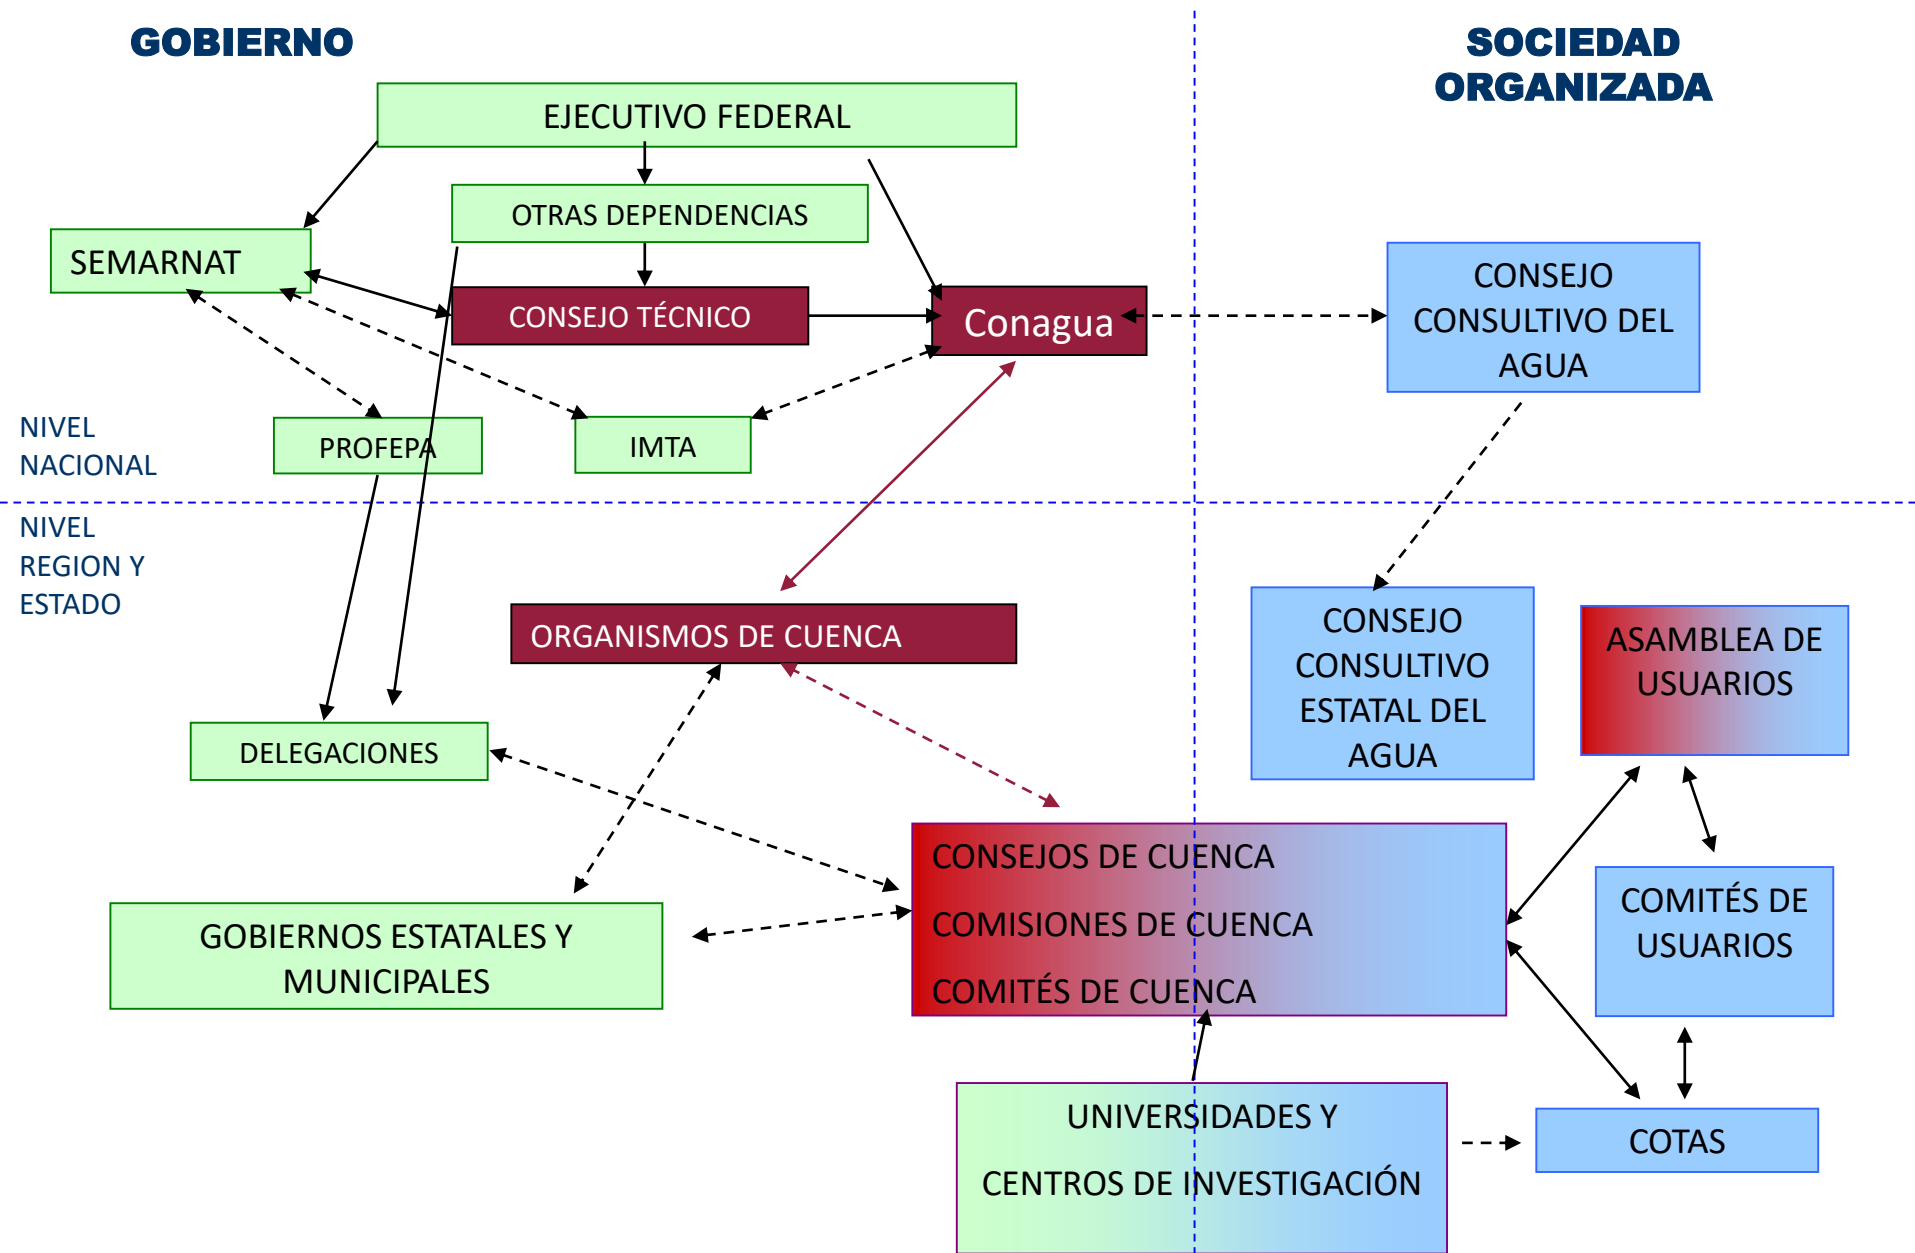 GOBIERNO
SOCIEDAD
ORGANIZADA
EJECUTIVO FEDERAL
OTRAS DEPENDENCIAS
SEMARNAT
CONSEJO TÉCNICO
Conagua
CONSEJO
CONSULTIVO DEL
AGUA
NIVEL
NACIONAL
PROFEPA
IMTA
NIVEL
REGION Y
ESTADO
ORGANISMOS DE CUENCA
CONSEJO
CONSULTIVO
ESTATAL DEL
AGUA
ASAMBLEA DE
USUARIOS
DELEGACIONES
CONSEJOS DE CUENCA
COMISIONES DE CUENCA
COMITÉS DE CUENCA
COMITÉS DE
USUARIOS
GOBIERNOS ESTATALES Y
MUNICIPALES
UNIVERSIDADES Y
CENTROS DE INVESTIGACIÓN
COTAS